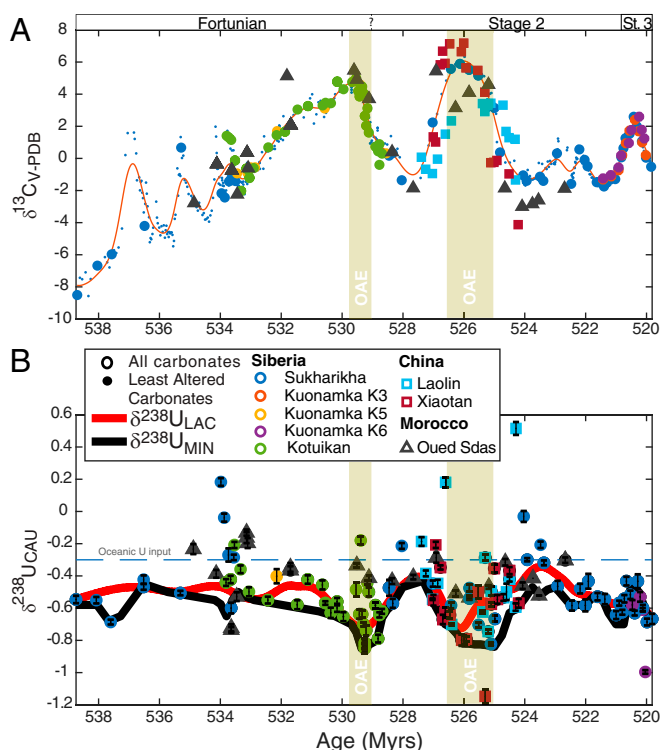 A
Fortunian
?
Stage 2
St. 3
δ13CV-PDB
8
6
4
2
0
-2
-4
-6
-8
-10
OAE
OAE
538 536 534 532 530 528 526 524 522 520
B
All carbonates
Least Altered
Carbonates
δ238ULAC
δ238UMIN
Siberia
Sukharikha
Kuonamka K3
Kuonamka K5
Kuonamka K6
Kotuikan
China
Laolin
Xiaotan
Morocco
Oued Sdas
δ238UCAU
0.6
0.4
0.2
0
-0.2
-0.4
-0.6
-0.8
-1
-1.2
Oceanic U input
OAE
OAE
538 536 534 532 530 528 526 524 522 520
Age (Myrs)